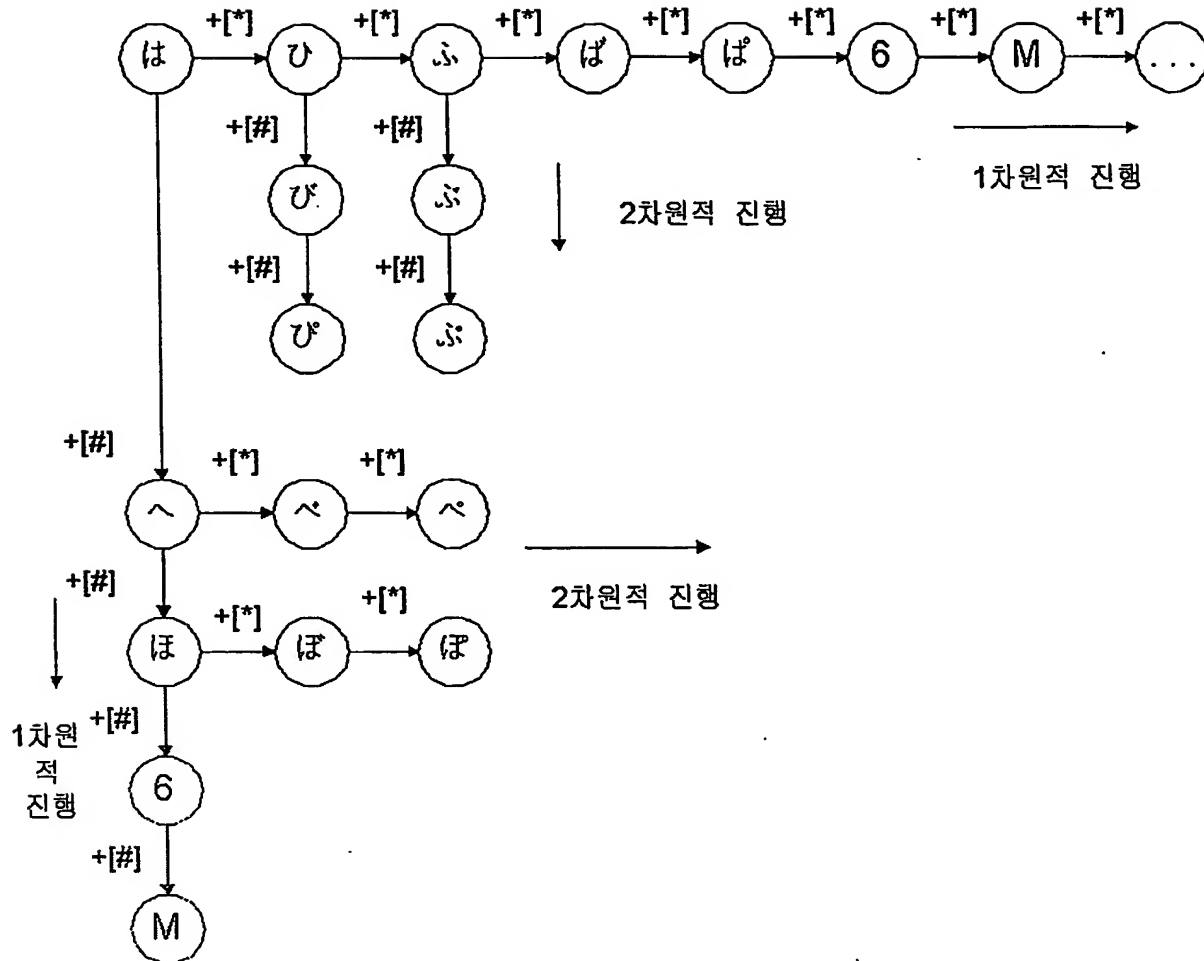 +[*] +[*] +[*] +[*] +[*] +[*] +[*]
は ひ ふ ば ぱ 6 M ...
+[#] +[#]
1차원적 진행
び ぶ
2차원적 진행
+[#] +[#]
ぴ ぷ
+[#] +[*] +[*]
へ べ ぺ
+[#]
2차원적 진행
+[*] +[*]
ほ ぼ ぽ
+[#]
1차원
적
진행
6
+[#]
M